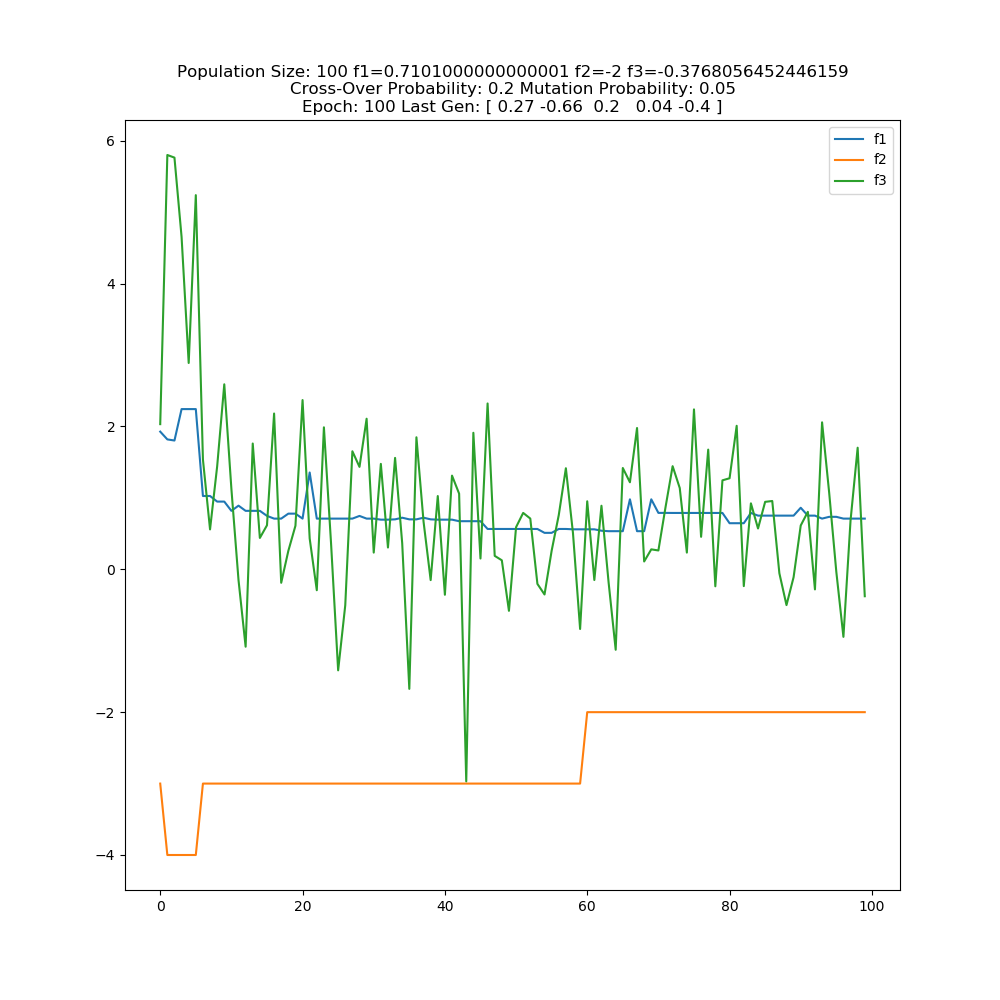 Population Size: 100 f1=0.7101000000000001 f2=-2 f3=-0.3768056452446159
Cross-Over Probability: 0.2 Mutation Probability: 0.05
Epoch: 100 Last Gen: [ 0.27 -0.66  0.2   0.04 -0.4 ]
f1
f2
f3
6
4
2
0
−2
−4
0 20 40 60 80 100